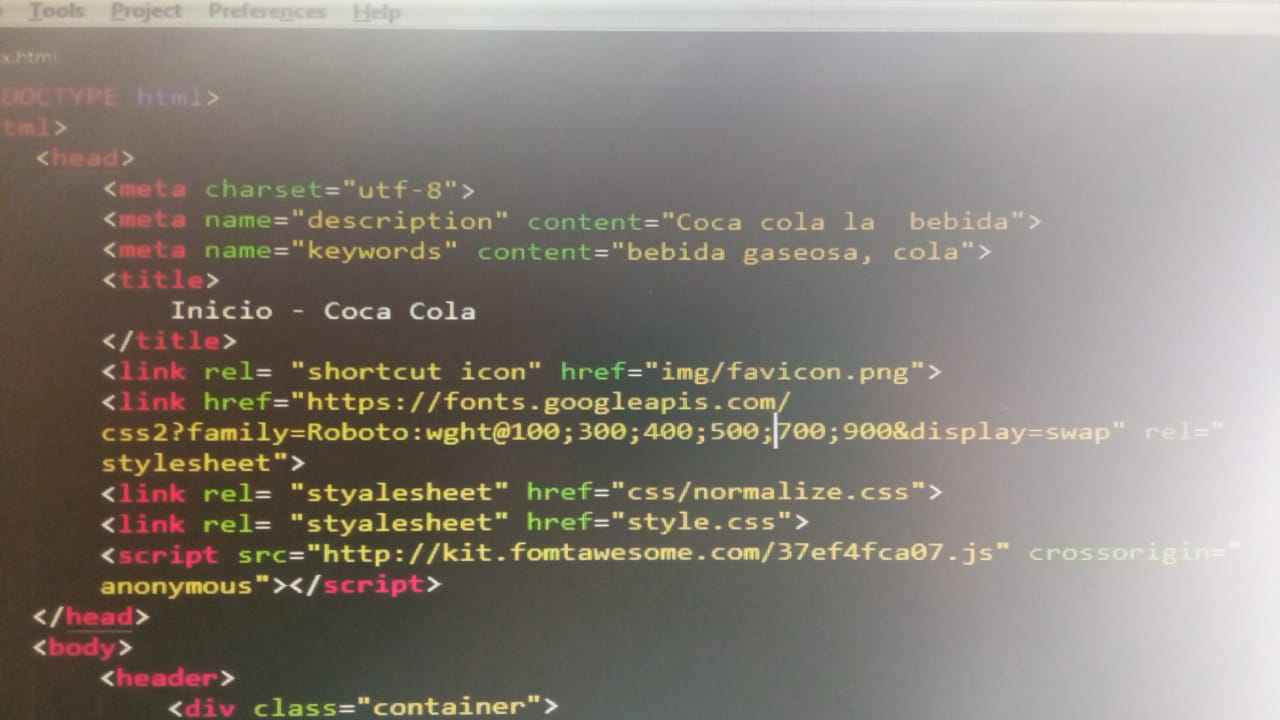 Tools Project Preferences Help
x.html
DOCTYPE html>
tml>
<head>
<meta charset="utf-8">
<meta name="description" content="Coca cola la  bebida">
<meta name="keywords" content="bebida gaseosa, cola">
<title>
Inicio - Coca Cola
</title>
<link rel= "shortcut icon" href="img/favicon.png">
<link href="https://fonts.googleapis.com/
css2?family=Roboto:wght@100;300;400;500;700;900&display=swap" rel="
stylesheet">
<link rel= "styalesheet" href="css/normalize.css">
<link rel= "styalesheet" href="style.css">
<script src="http://kit.fomtawesome.com/37ef4fca07.js" crossorigin="
anonymous"></script>
</head>
<body>
<header>
<div class="container">